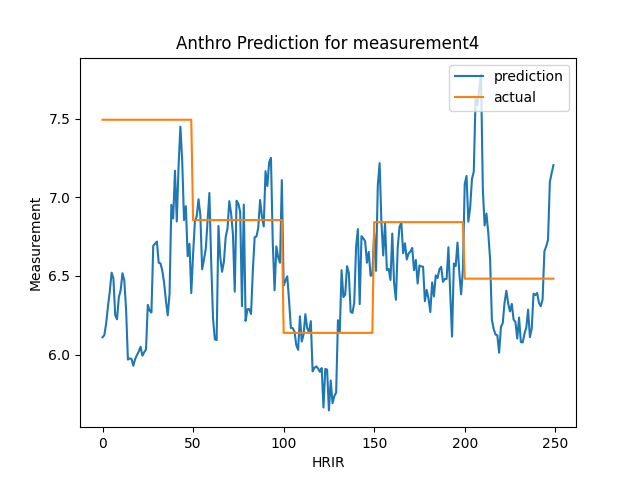 Anthro Prediction for measurement4
prediction
actual
Measurement
7.5
7.0
6.5
6.0
0 50 100 150 200 250
HRIR